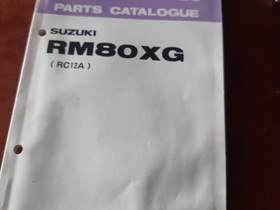 PARTS CATALOGUE
SUZUKI
RM80XG
( RC12A )